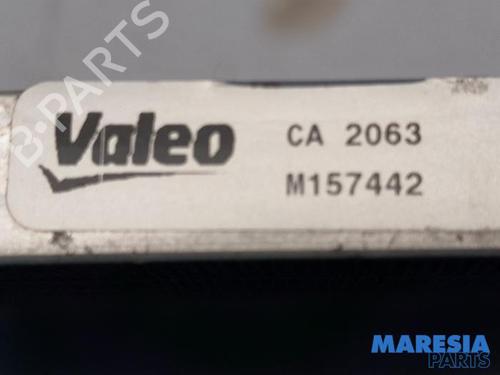 B-PARTS
Valeo
CA 2063
M157442
MARESIA
PARTS